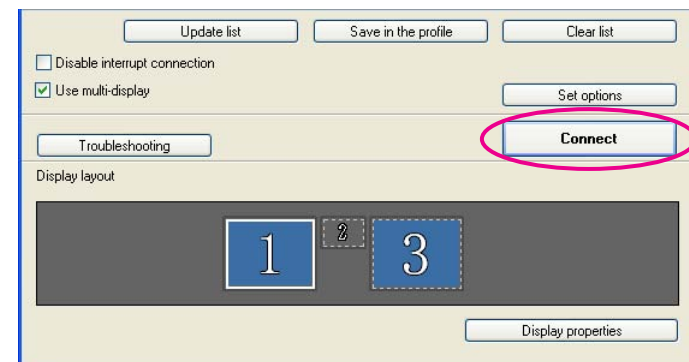 Update list Save in the profile Clear list
Disable interrupt connection
Use multi-display
Set options
Troubleshooting Connect
Display layout
1 2 3
Display properties